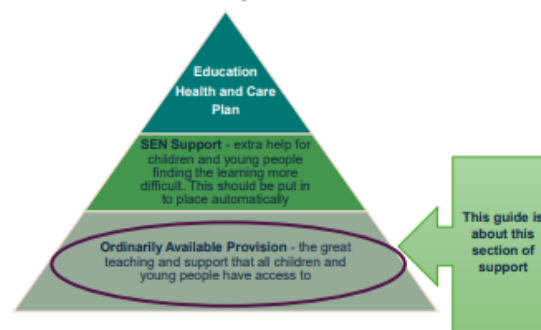 Education
Health and Care
Plan
SEN Support - extra help for
children and young people
finding the learning more
difficult. This should be put in
to place automatically
Ordinarily Available Provision - the great
teaching and support that all children and
young people have access to
This guide is
about this
section of
support